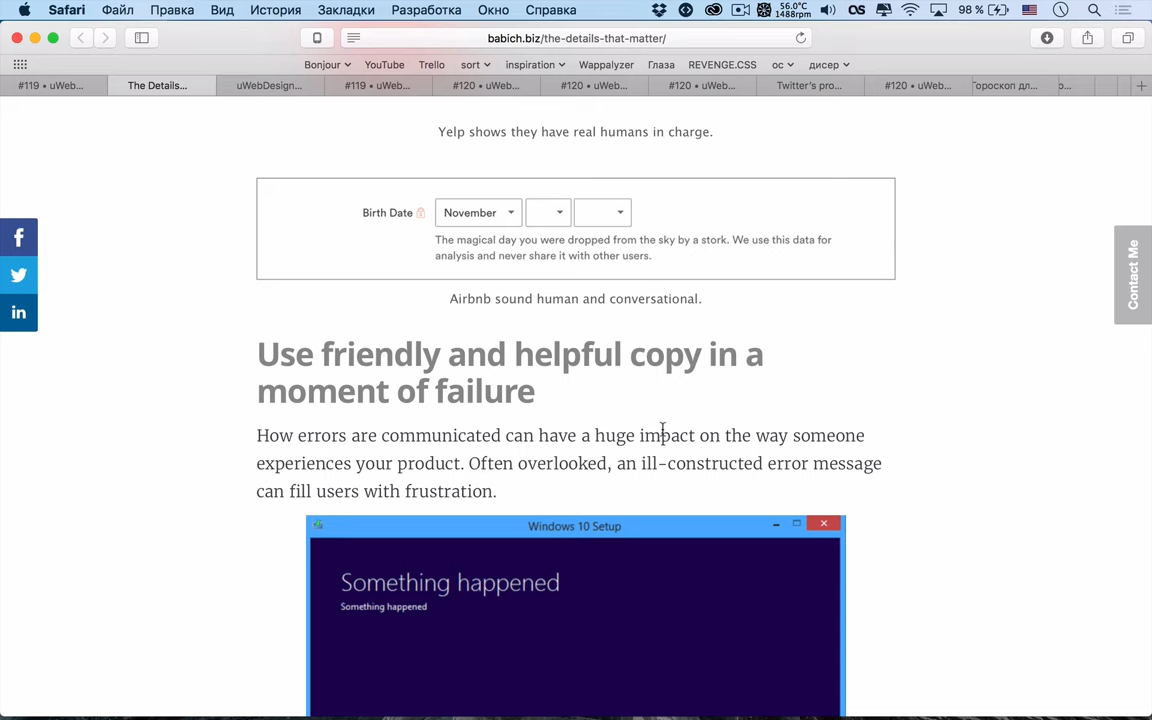 Safari Файл Правка Вид История Закладки Разработка Окно Справка 56.0°C 1488rpm 98 %
babich.biz/the-details-that-matter/
Bonjour YouTube Trello sort inspiration Wappalyzer Глаза REVENGE.CSS ос дисер
#119 • uWeb... The Details... uWebDesign... #119 • uWeb... #120 • uWeb... #120 • uWeb... #120 • uWeb... Twitter's pro... #120 • uWeb... Гороскоп дл...
Yelp shows they have real humans in charge.
Birth Date November
The magical day you were dropped from the sky by a stork. We use this data for
analysis and never share it with other users.
Airbnb sound human and conversational.
Contact Me
Use friendly and helpful copy in a
moment of failure
How errors are communicated can have a huge impact on the way someone
experiences your product. Often overlooked, an ill-constructed error message
can fill users with frustration.
Windows 10 Setup
Something happened
Something happened